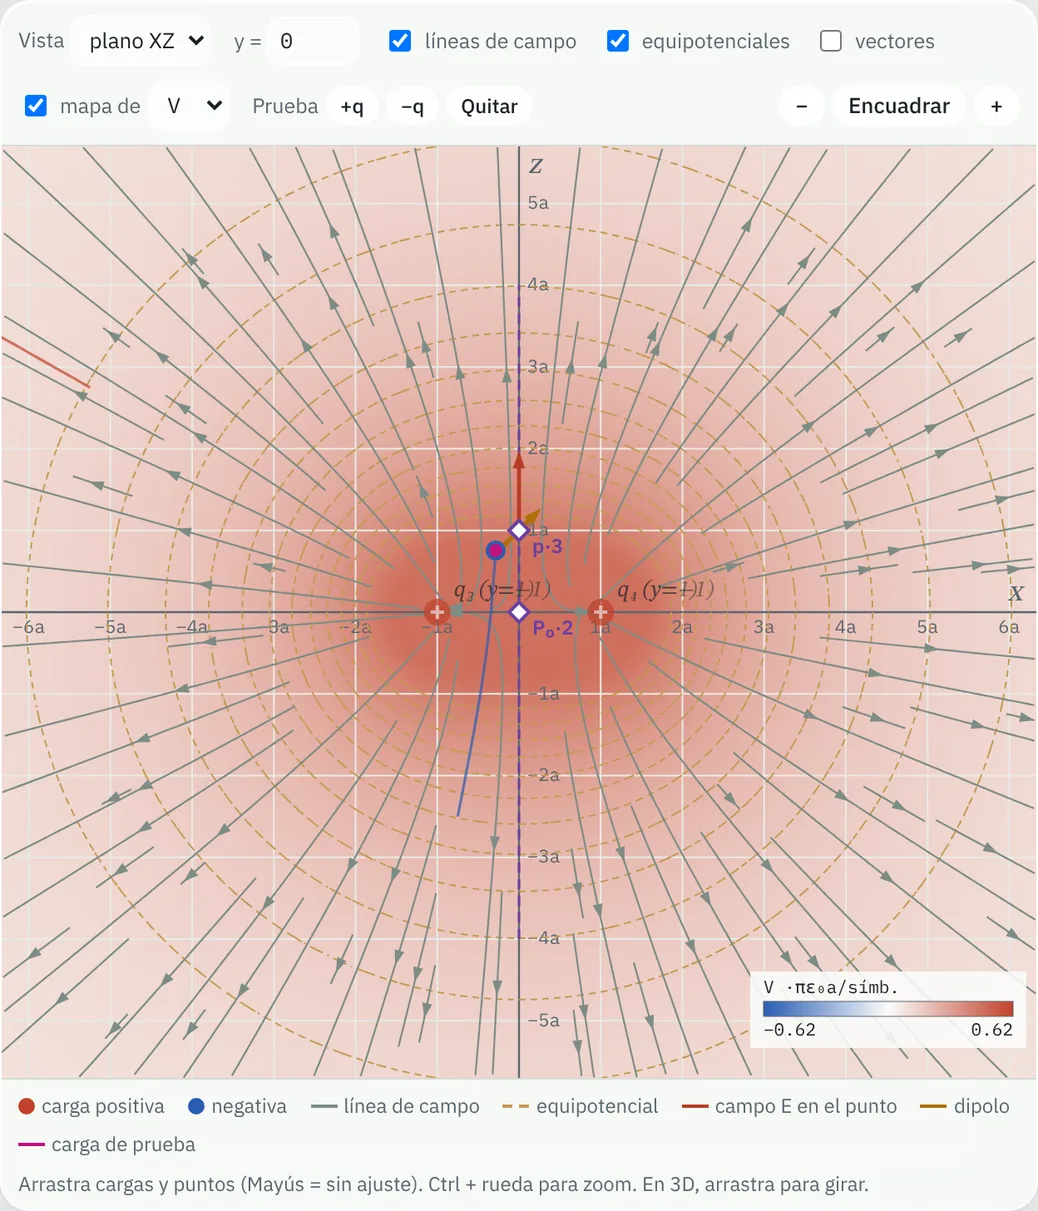 Vista plano XZ y = 0 líneas de campo equipotenciales vectores
mapa de V Prueba +q −q Quitar − Encuadrar +
Z
5a
4a
3a
2a
1a
p·3
q₃ (y=
q₄ (y=
X
−6a −5a −4a −3a −2a −1a P₀·2 1a 2a 3a 4a 5a 6a
−1a
−2a
−3a
−4a
−5a
V ·πε₀a/símb.
−0.62 0.62
carga positiva negativa línea de campo equipotencial campo E en el punto dipolo
carga de prueba
Arrastra cargas y puntos (Mayús = sin ajuste). Ctrl + rueda para zoom. En 3D, arrastra para girar.